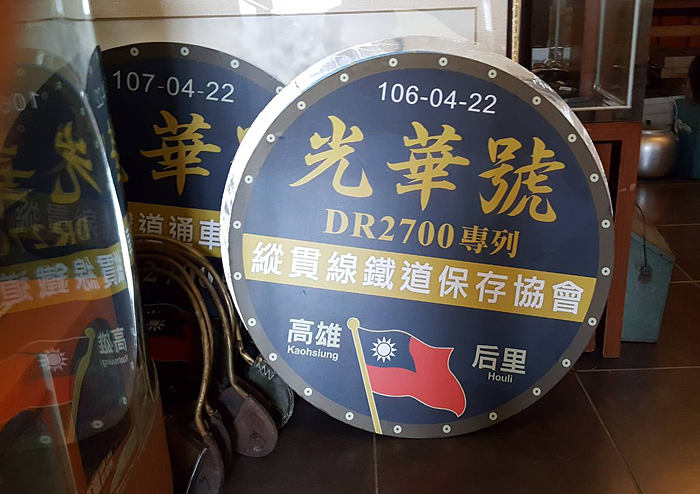 106-04-22
光華號
DR2700專列
縱貫線鐵道保存協會
高雄
Kaohsiung
后里
Houli
107-04-22
華
鐵道通車